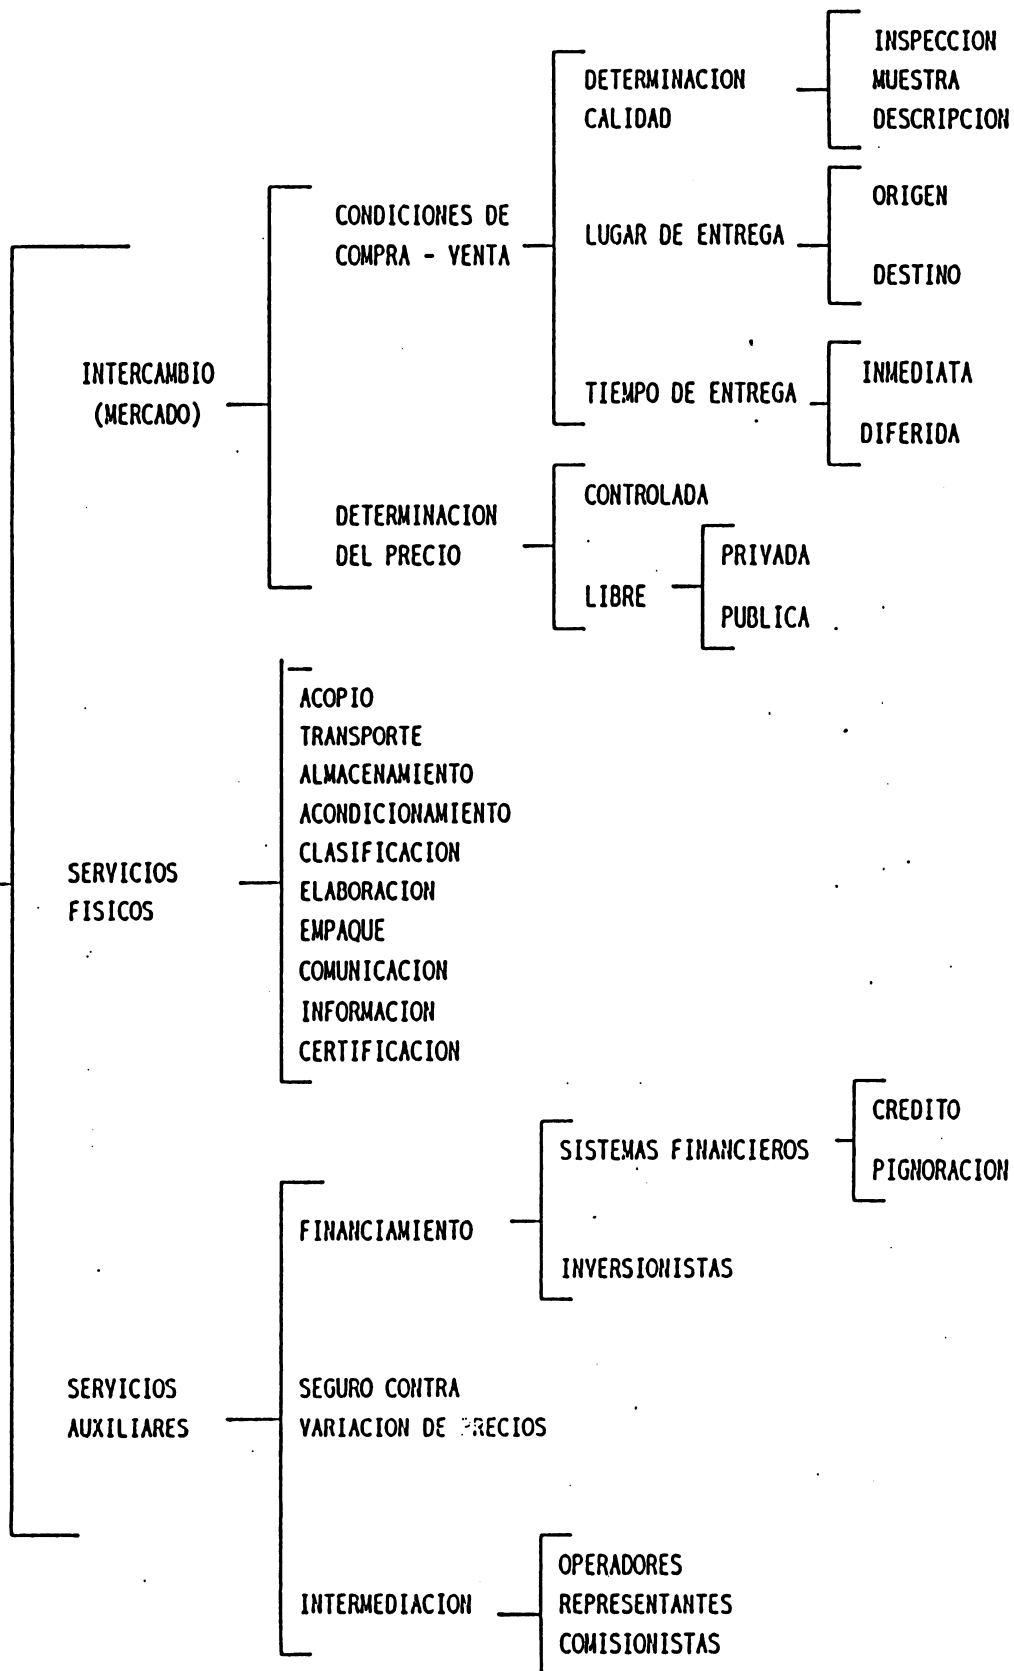 INTERCAMBIO
(MERCADO)
CONDICIONES DE
COMPRA - VENTA
DETERMINACION
CALIDAD
INSPECCION
MUESTRA
DESCRIPCION
LUGAR DE ENTREGA
ORIGEN
DESTINO
TIEMPO DE ENTREGA
INMEDIATA
DIFERIDA
DETERMINACION
DEL PRECIO
CONTROLADA
LIBRE
PRIVADA
PUBLICA
SERVICIOS
FISICOS
ACOPIO
TRANSPORTE
ALMACENAMIENTO
ACONDICIONAMIENTO
CLASIFICACION
ELABORACION
EMPAQUE
COMUNICACION
INFORMACION
CERTIFICACION
SERVICIOS
AUXILIARES
FINANCIAMIENTO
SISTEMAS FINANCIEROS
CREDITO
PIGNORACION
INVERSIONISTAS
SEGURO CONTRA
VARIACION DE PRECIOS
INTERMEDIACION
OPERADORES
REPRESENTANTES
COMISIONISTAS